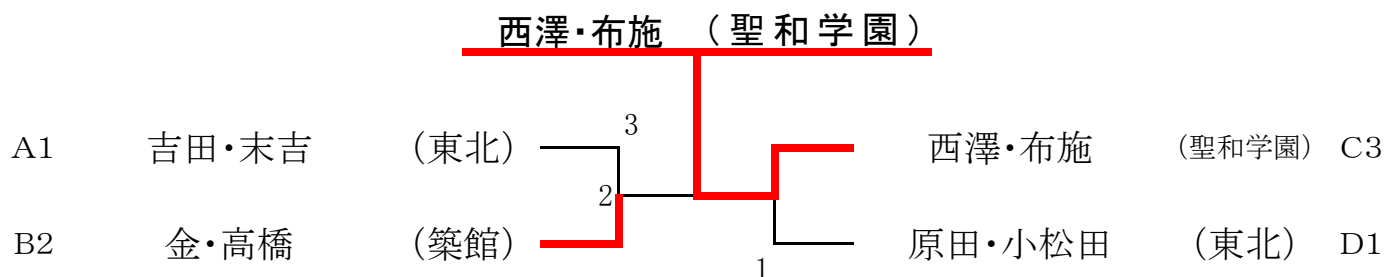 西澤・布施 （聖和学園）
3
A1 吉田・末吉 （東北） 西澤・布施 （聖和学園） C3
2
B2 金・高橋 （築館） 原田・小松田 （東北） D1
1